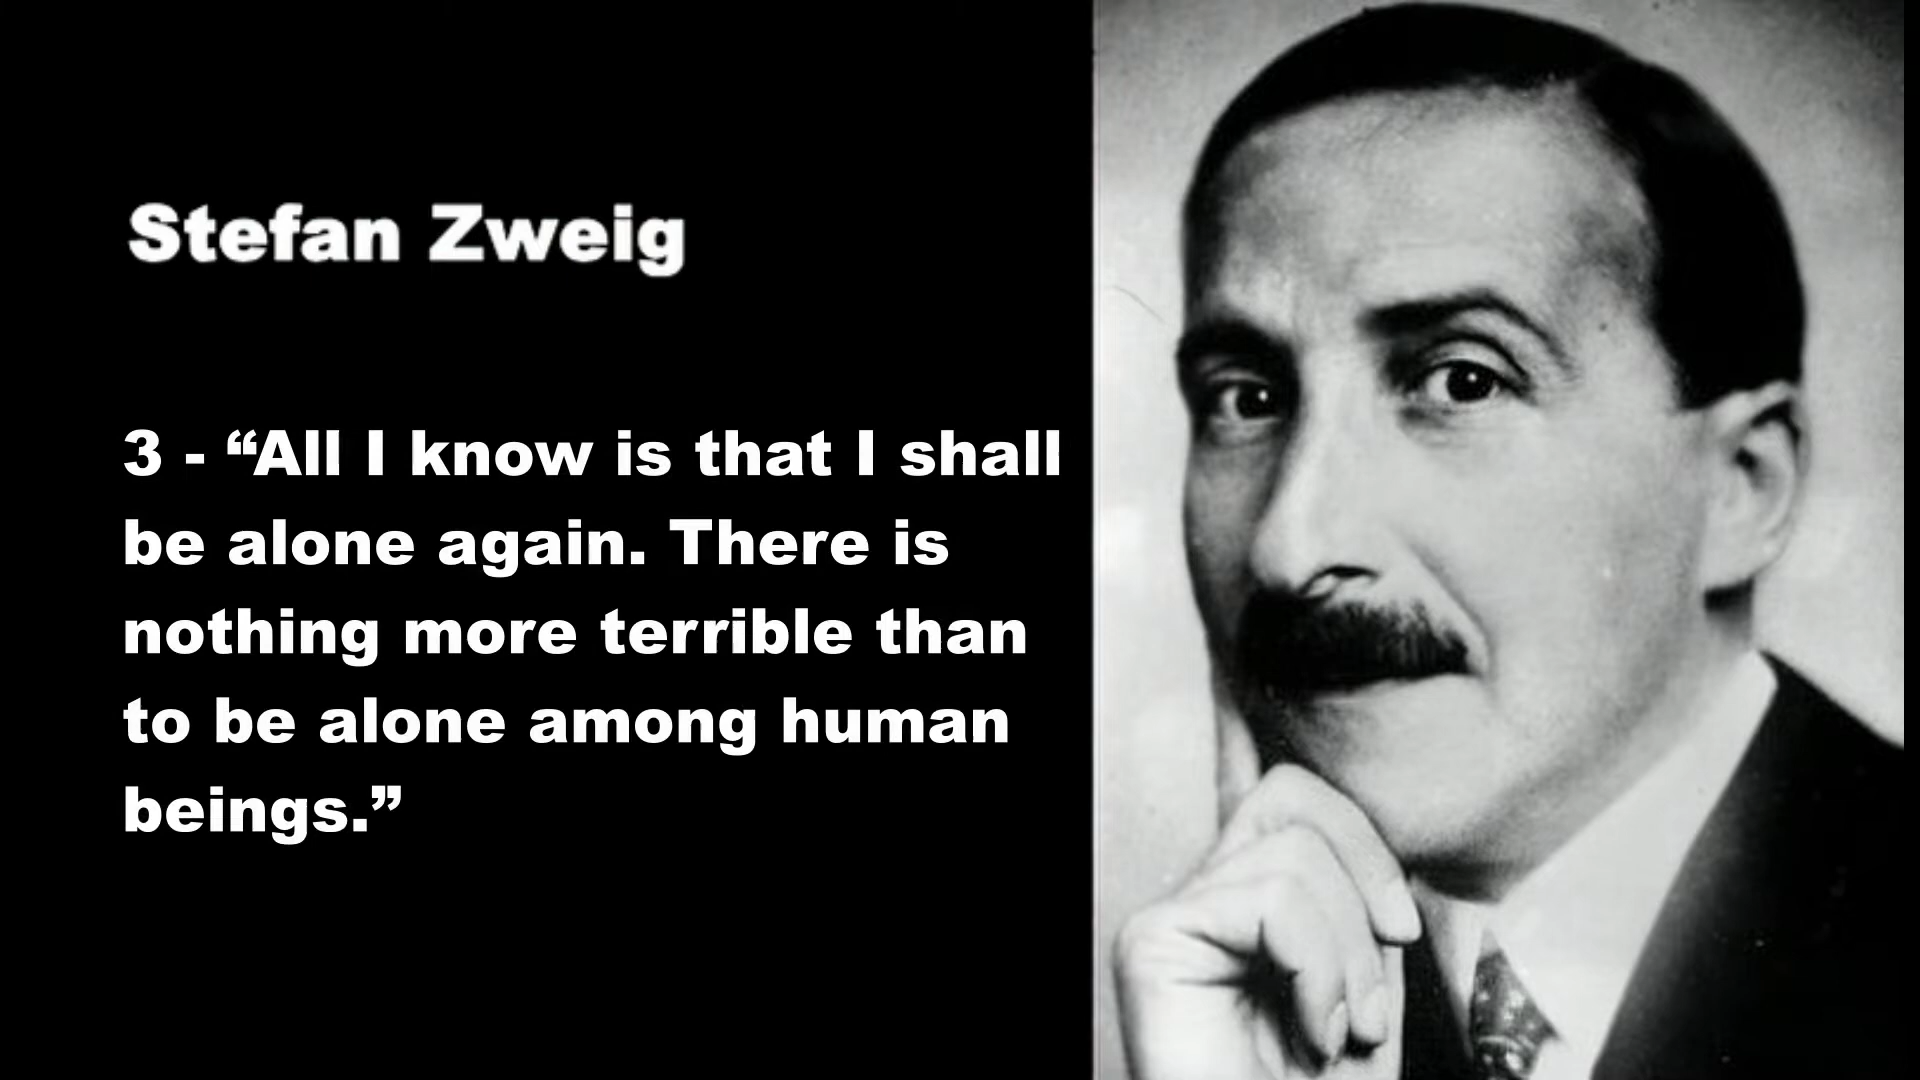 Stefan Zweig
3 - “All I know is that I shall
be alone again. There is
nothing more terrible than
to be alone among human
beings.”